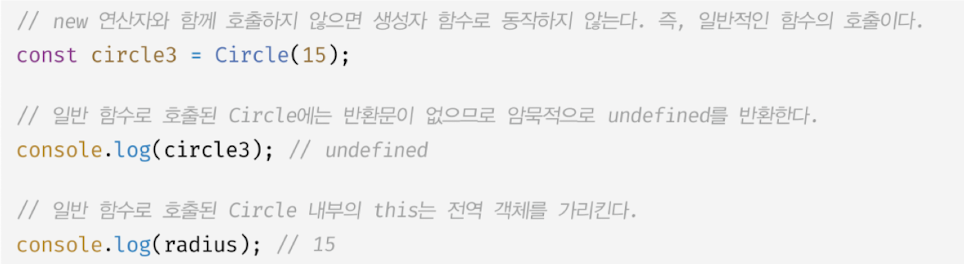 // new 연산자와 함께 호출하지 않으면 생성자 함수로 동작하지 않는다. 즉, 일반적인 함수의 호출이다.
const circle3 = Circle(15);
// 일반 함수로 호출된 Circle에는 반환문이 없으므로 암묵적으로 undefined를 반환한다.
console.log(circle3); // undefined
// 일반 함수로 호출된 Circle 내부의 this는 전역 객체를 가리킨다.
console.log(radius); // 15